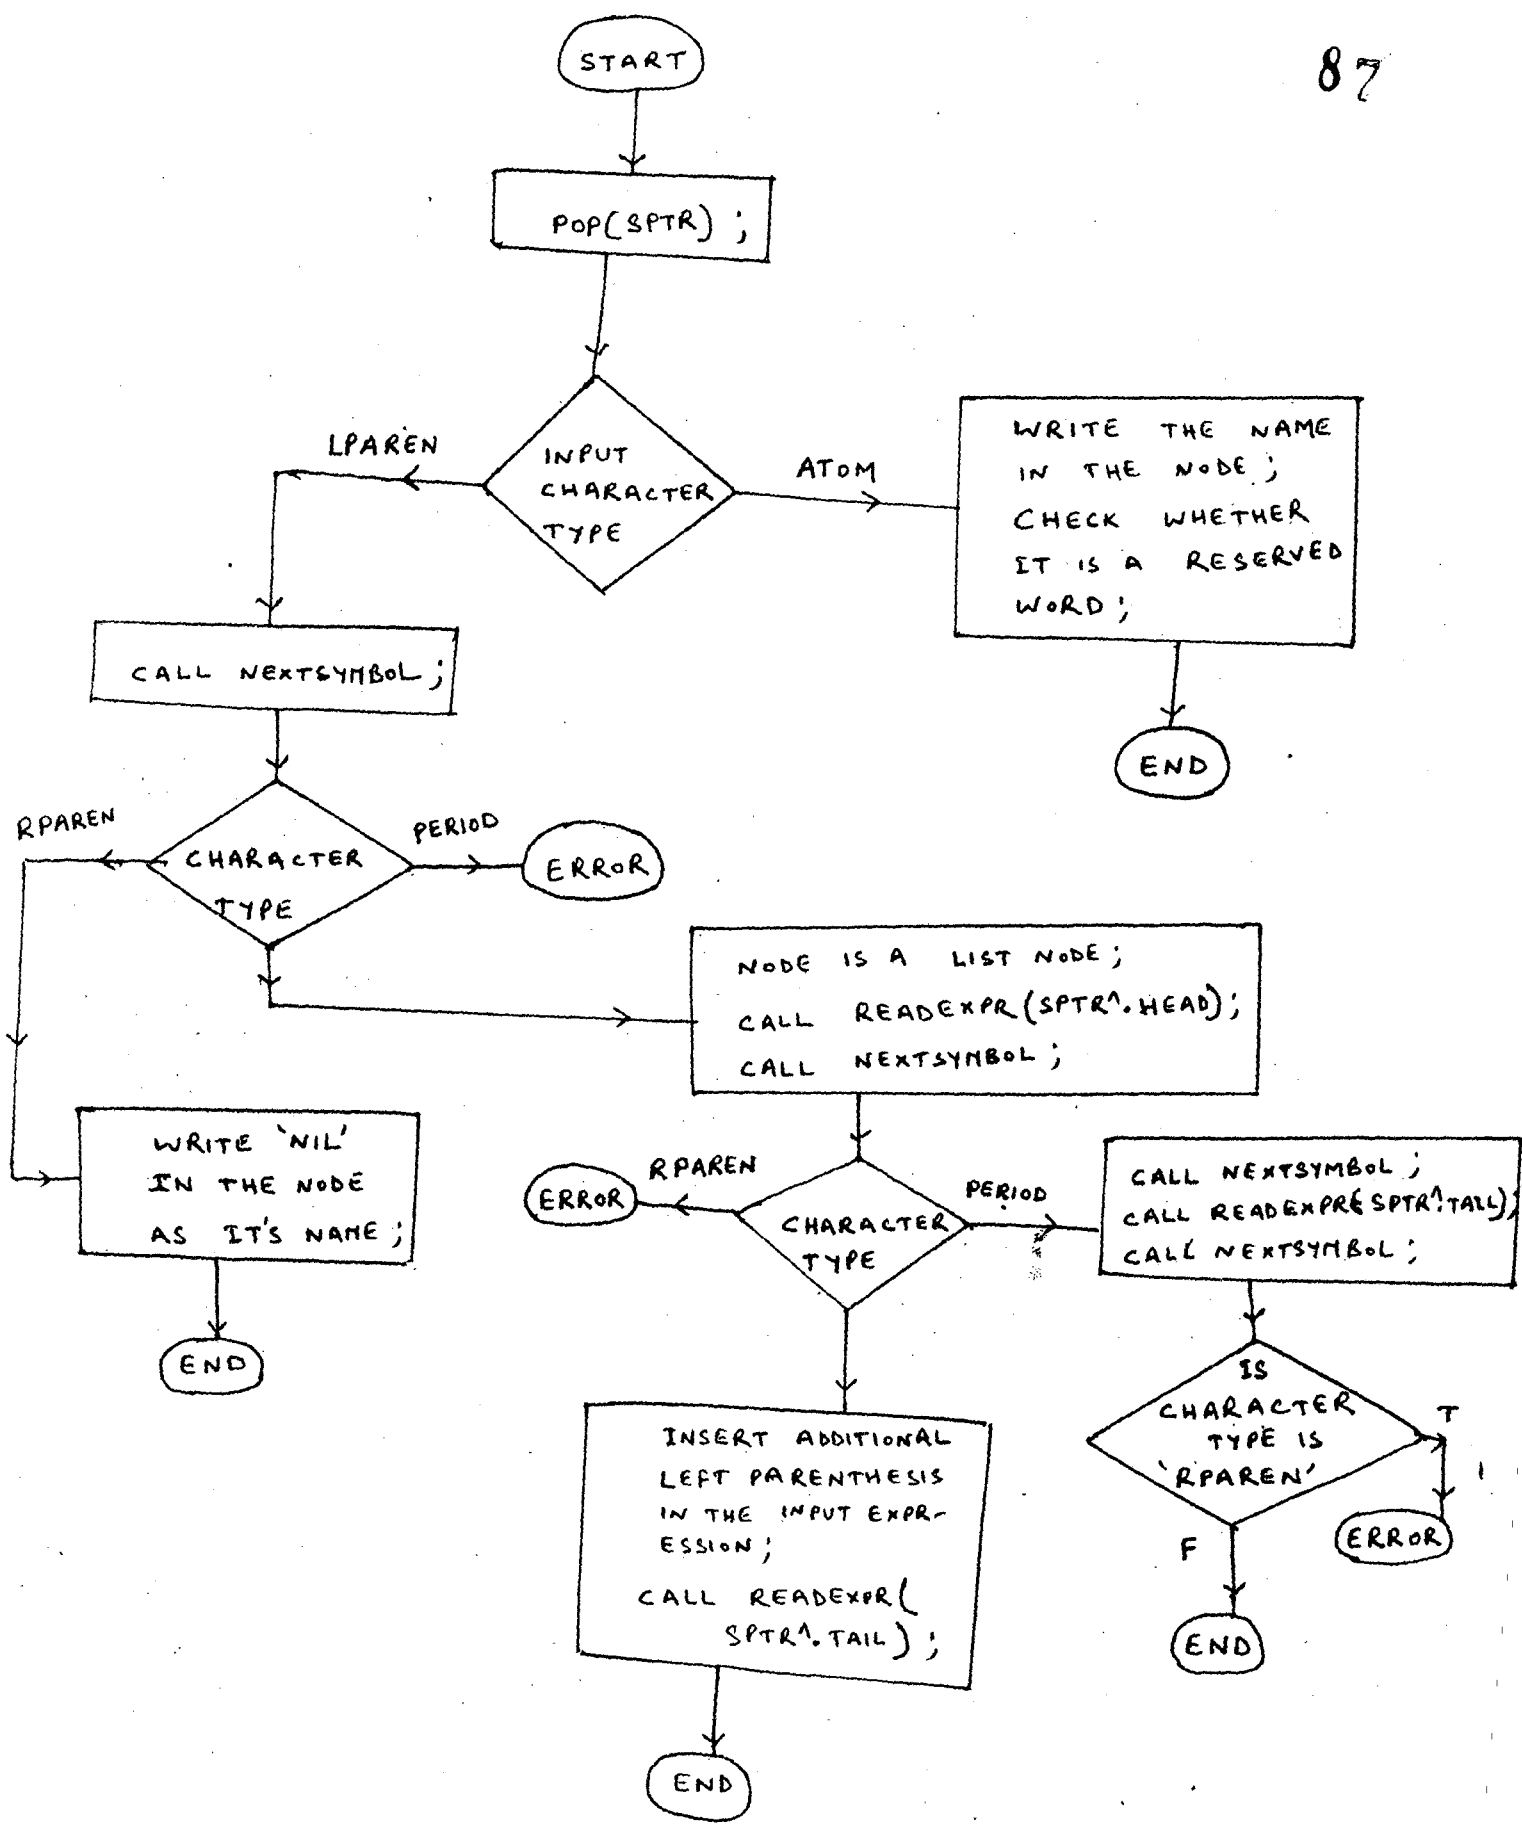 87
START
POP(SPTR) ;
INPUT
CHARACTER
TYPE
LPAREN
ATOM
WRITE THE NAME
IN THE NODE ;
CHECK WHETHER
IT IS A RESERVED
WORD ;
END
CALL NEXTSYMBOL ;
CHARACTER
TYPE
RPAREN
PERIOD
ERROR
WRITE 'NIL'
IN THE NODE
AS IT'S NAME ;
END
NODE IS A LIST NODE ;
CALL READEXPR(SPTR^.HEAD) ;
CALL NEXTSYMBOL ;
CHARACTER
TYPE
RPAREN
ERROR
PERIOD
CALL NEXTSYMBOL ;
CALL READEXPR(SPTR^.TAIL) ;
CALL NEXTSYMBOL ;
IS
CHARACTER
TYPE IS
'RPAREN'
T
ERROR
F
END
INSERT ADDITIONAL
LEFT PARENTHESIS
IN THE INPUT EXPR-
ESSION ;
CALL READEXPR(
SPTR^.TAIL) ;
END